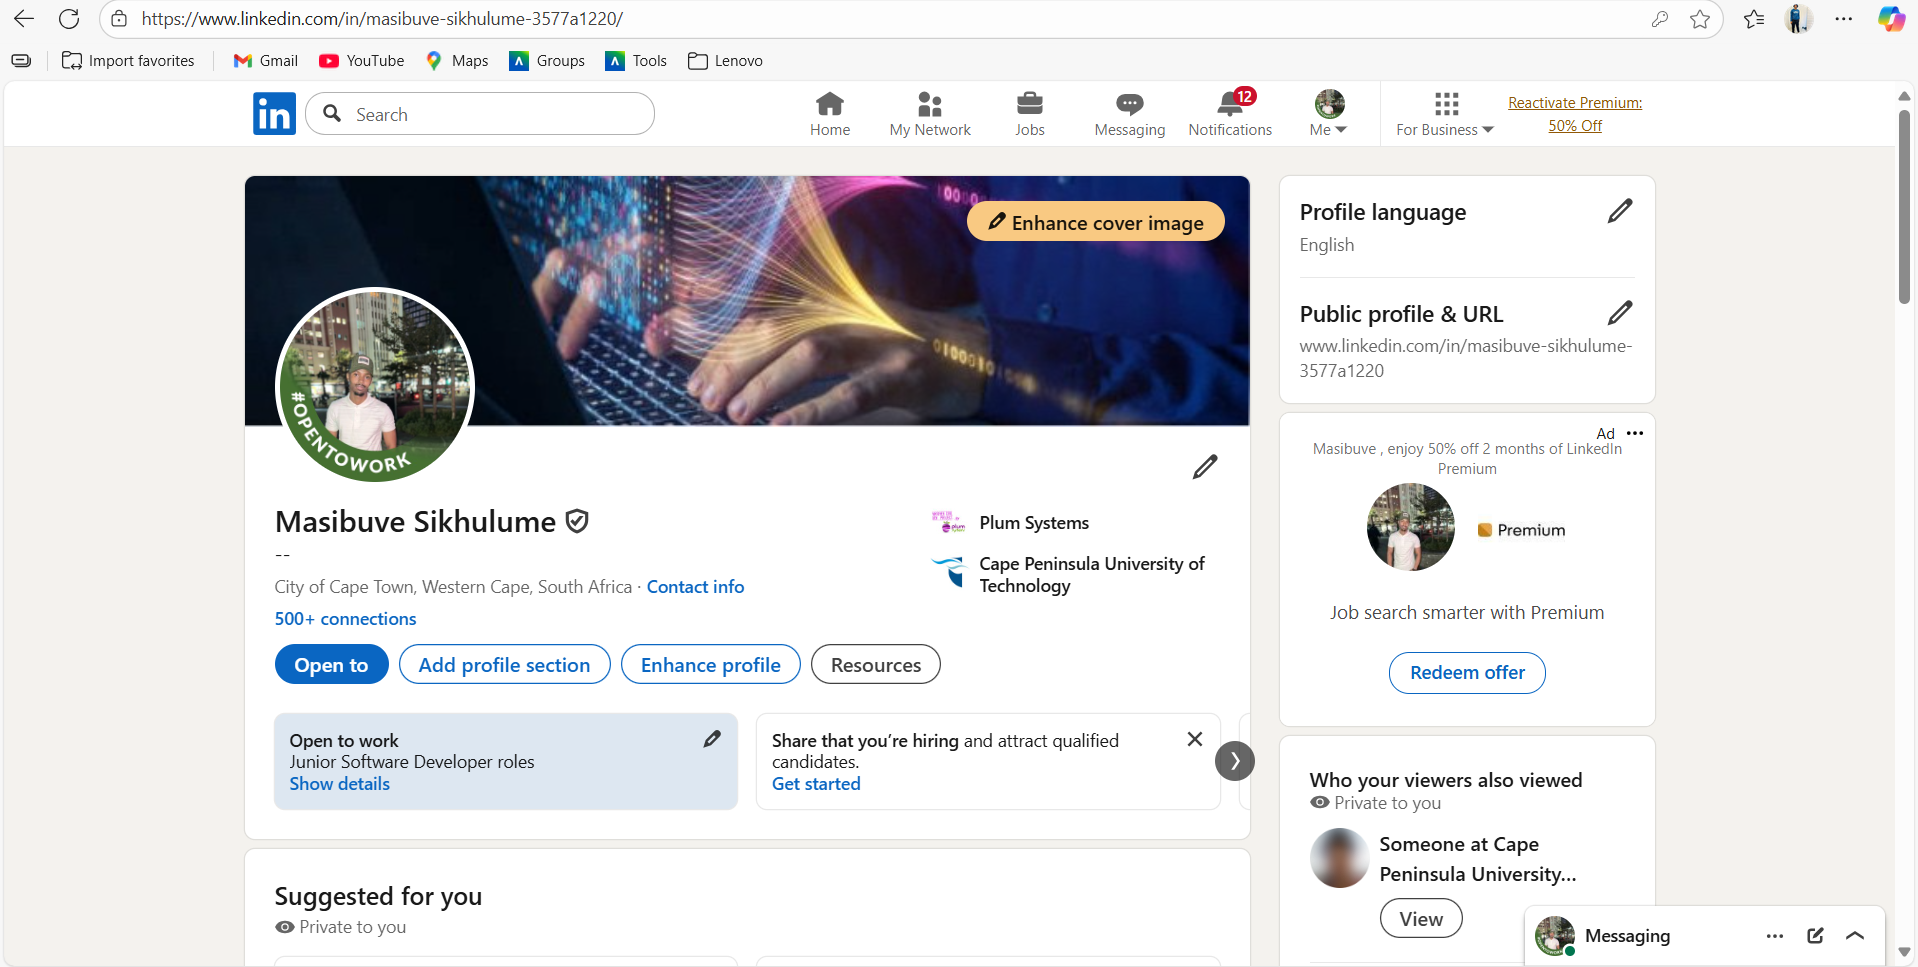 https://www.linkedin.com/in/masibuve-sikhulume-3577a1220/
Import favorites
Gmail
YouTube
Maps
Groups
Tools
Lenovo
in
Search
Home
My Network
Jobs
Messaging
12
Notifications
Me
For Business
Reactivate Premium:
50% Off
Enhance cover image
#OPENTOWORK
Masibuve Sikhulume
--
City of Cape Town, Western Cape, South Africa · Contact info
500+ connections
Plum Systems
Cape Peninsula University of
Technology
Open to
Add profile section
Enhance profile
Resources
Open to work
Junior Software Developer roles
Show details
Share that you’re hiring and attract qualified
candidates.
Get started
Suggested for you
Private to you
Profile language
English
Public profile & URL
www.linkedin.com/in/masibuve-sikhulume-
3577a1220
Ad
Masibuve , enjoy 50% off 2 months of LinkedIn
Premium
Premium
Job search smarter with Premium
Redeem offer
Who your viewers also viewed
Private to you
Someone at Cape
Peninsula University...
View
Messaging